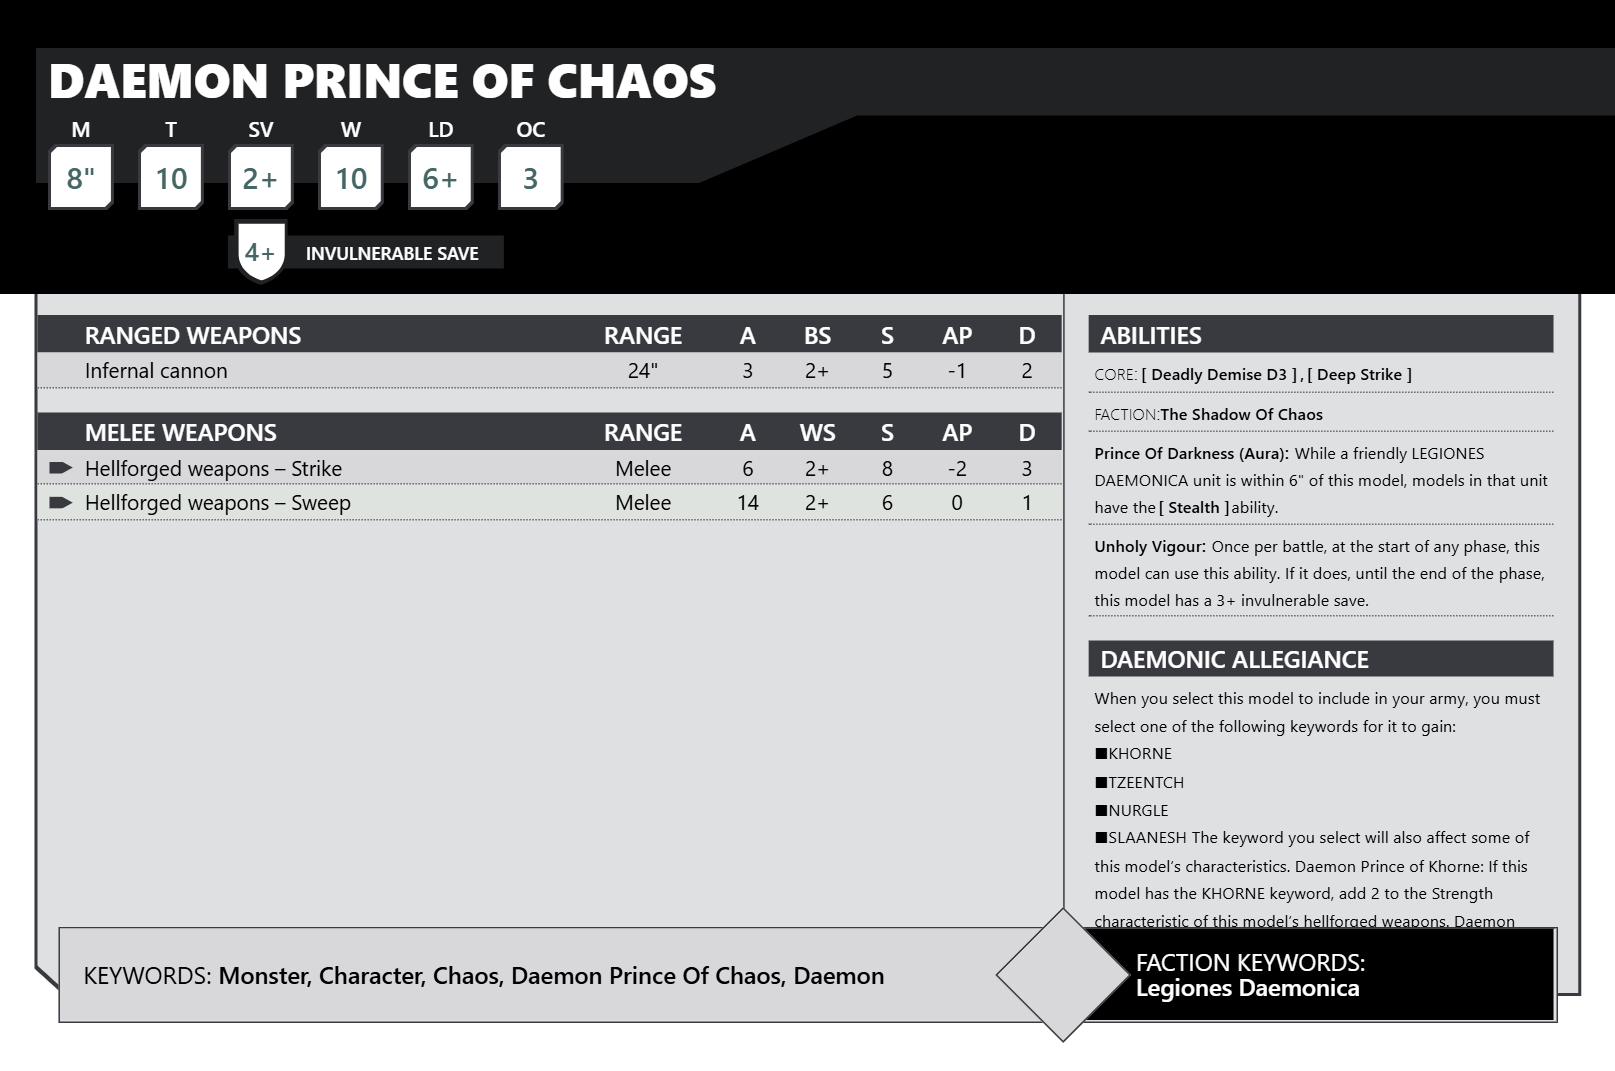 DAEMON PRINCE OF CHAOS
M T SV W LD OC
8" 10 2+ 10 6+ 3
4+ INVULNERABLE SAVE
RANGED WEAPONS RANGE A BS S AP D
Infernal cannon 24" 3 2+ 5 -1 2
MELEE WEAPONS RANGE A WS S AP D
Hellforged weapons – Strike Melee 6 2+ 8 -2 3
Hellforged weapons – Sweep Melee 14 2+ 6 0 1
ABILITIES
CORE: [ Deadly Demise D3 ] , [ Deep Strike ]
FACTION:The Shadow Of Chaos
Prince Of Darkness (Aura): While a friendly LEGIONES
DAEMONICA unit is within 6" of this model, models in that unit
have the [ Stealth ] ability.
Unholy Vigour: Once per battle, at the start of any phase, this
model can use this ability. If it does, until the end of the phase,
this model has a 3+ invulnerable save.
DAEMONIC ALLEGIANCE
When you select this model to include in your army, you must
select one of the following keywords for it to gain:
■KHORNE
■TZEENTCH
■NURGLE
■SLAANESH The keyword you select will also affect some of
this model’s characteristics. Daemon Prince of Khorne: If this
model has the KHORNE keyword, add 2 to the Strength
characteristic of this model’s hellforged weapons. Daemon
KEYWORDS: Monster, Character, Chaos, Daemon Prince Of Chaos, Daemon
FACTION KEYWORDS:
Legiones Daemonica